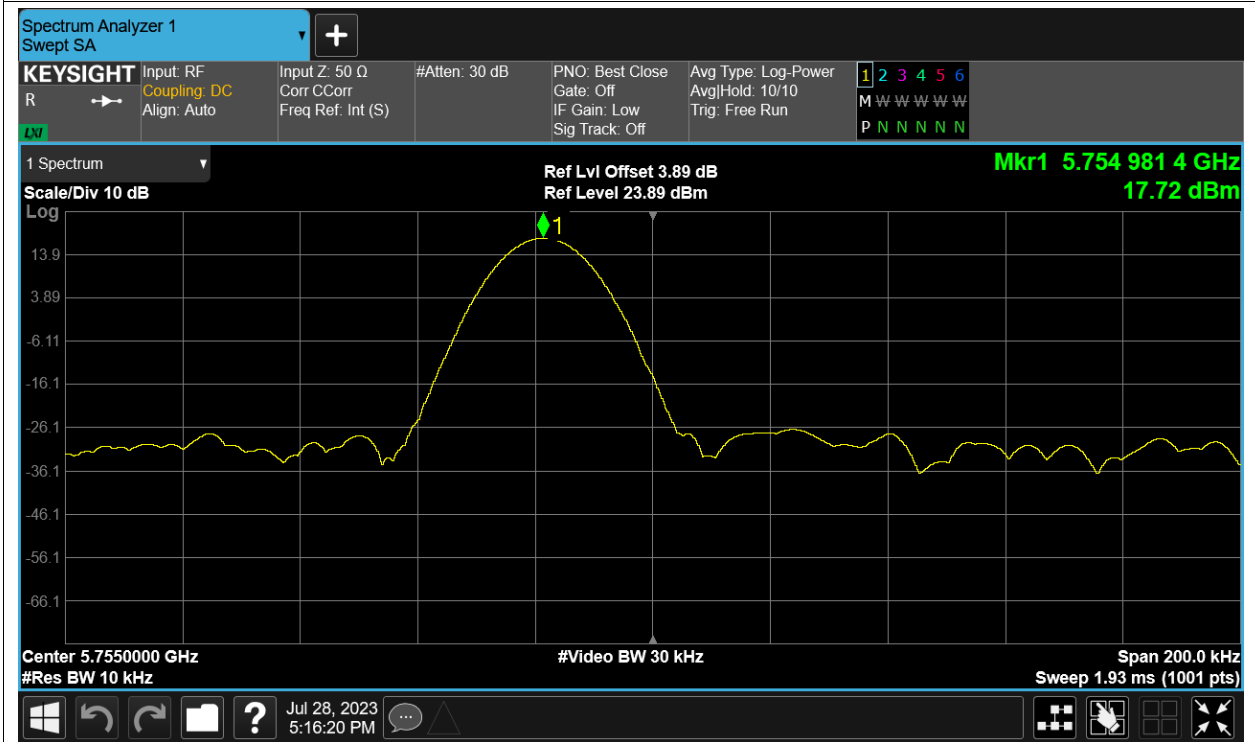 Spectrum Analyzer 1
Swept SA
+
KEYSIGHT
R
LXI
Input: RF
Coupling: DC
Align: Auto
Input Z: 50 Ω
Corr CCorr
Freq Ref: Int (S)
#Atten: 30 dB
PNO: Best Close
Gate: Off
IF Gain: Low
Sig Track: Off
Avg Type: Log-Power
Avg|Hold: 10/10
Trig: Free Run
1 2 3 4 5 6
M W W W W W
P N N N N N
1 Spectrum
Scale/Div 10 dB
Log
Ref Lvl Offset 3.89 dB
Ref Level 23.89 dBm
Mkr1 5.754 981 4 GHz
17.72 dBm
1
13.9
3.89
-6.11
-16.1
-26.1
-36.1
-46.1
-56.1
-66.1
Center 5.7550000 GHz
#Res BW 10 kHz
#Video BW 30 kHz
Span 200.0 kHz
Sweep 1.93 ms (1001 pts)
?
Jul 28, 2023
5:16:20 PM